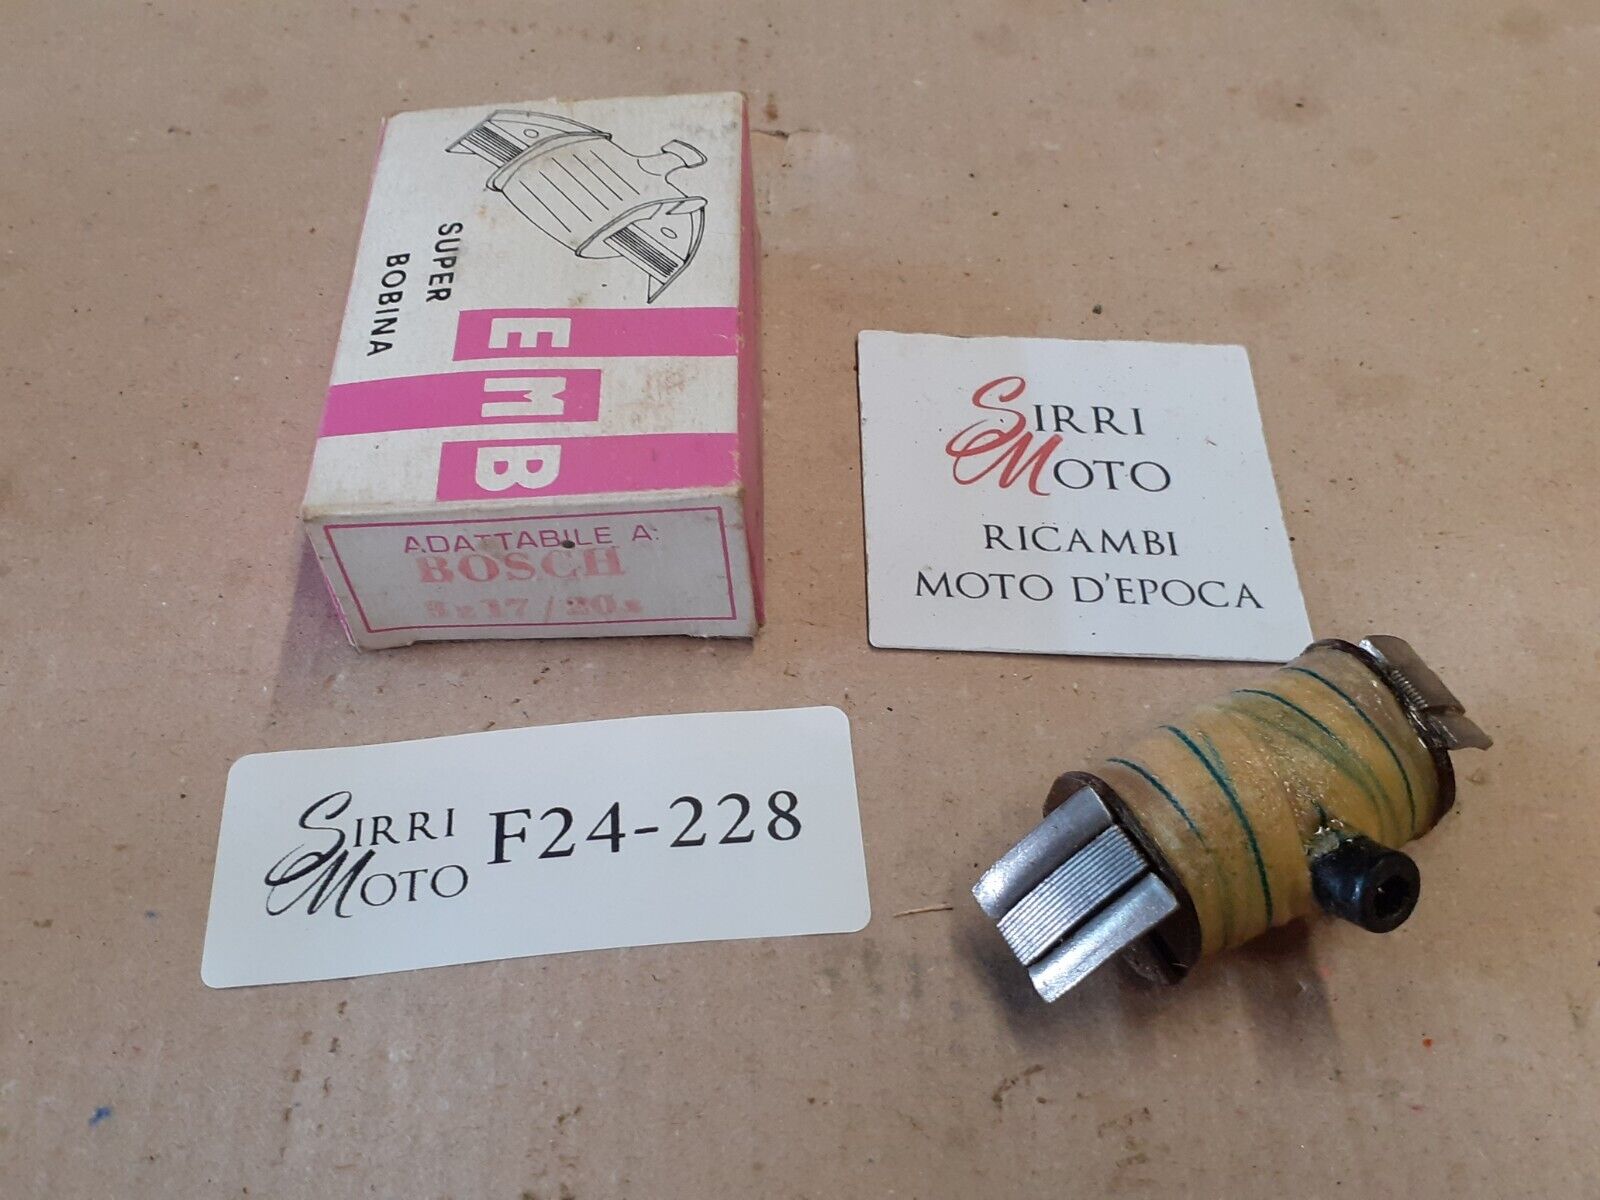 SUPER
BOBINA
EMB
ADATTABILE A:
BOSCH
SIRRI
MOTO
RICAMBI
MOTO D'EPOCA
SIRRI
MOTO
F24-228